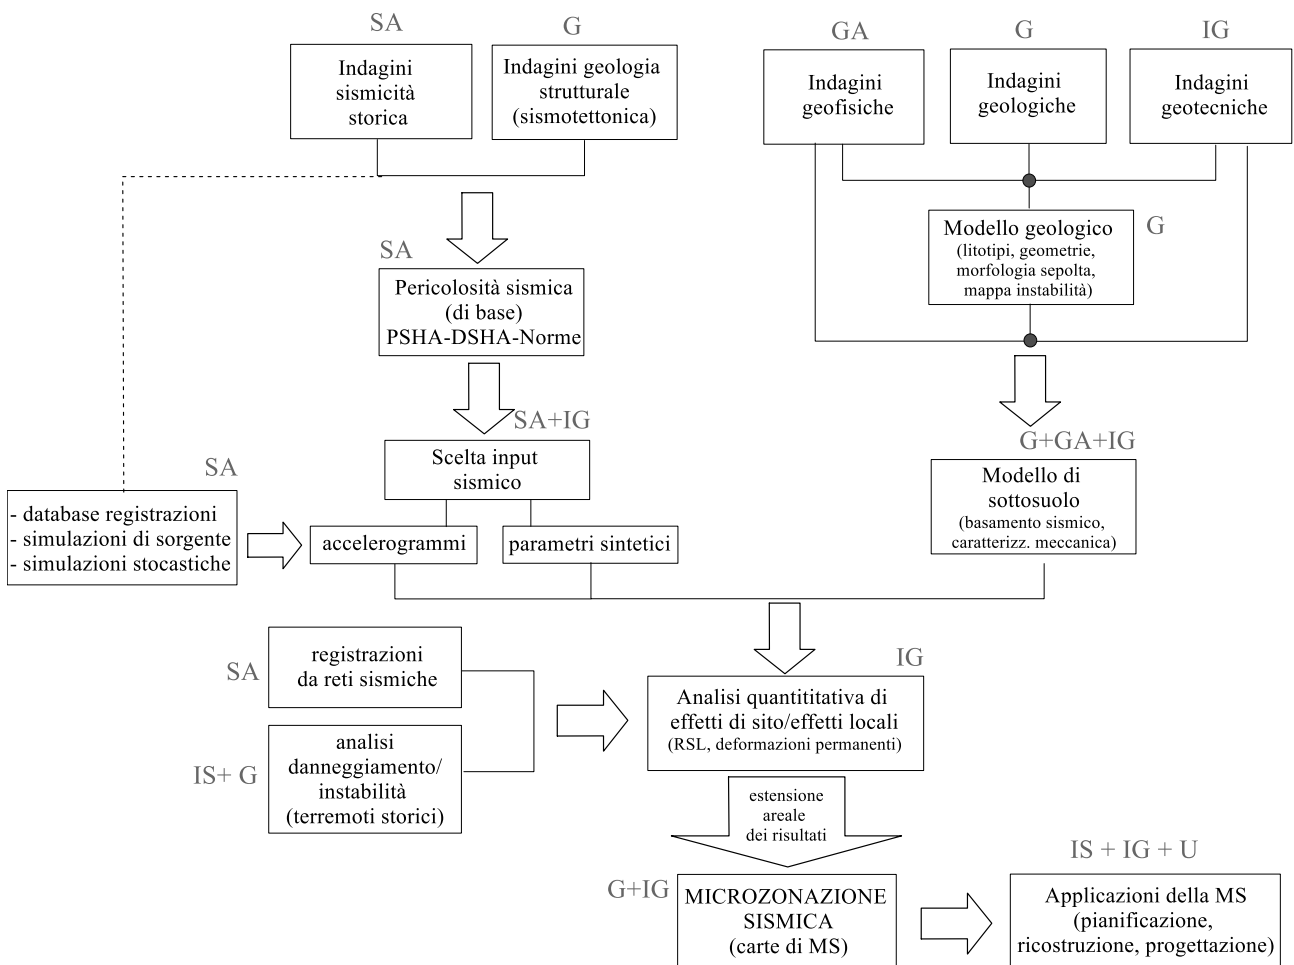 SA
Indagini
sismicità
storica
G
Indagini geologia
strutturale
(sismotettonica)
GA
Indagini
geofisiche
G
Indagini
geologiche
IG
Indagini
geotecniche
Modello geologico
(litotipi, geometrie,
morfologia sepolta,
mappa instabilità)
G
SA
Pericolosità sismica
(di base)
PSHA-DSHA-Norme
SA+IG
Scelta input
sismico
G+GA+IG
Modello di
sottosuolo
(basamento sismico,
caratterizz. meccanica)
SA
- database registrazioni
- simulazioni di sorgente
- simulazioni stocastiche
accelerogrammi
parametri sintetici
SA
registrazioni
da reti sismiche
IS+ G
analisi
danneggiamento/
instabilità
(terremoti storici)
IG
Analisi quantititativa di
effetti di sito/effetti locali
(RSL, deformazioni permanenti)
estensione
areale
dei risultati
G+IG
MICROZONAZIONE
SISMICA
(carte di MS)
IS + IG + U
Applicazioni della MS
(pianificazione,
ricostruzione, progettazione)